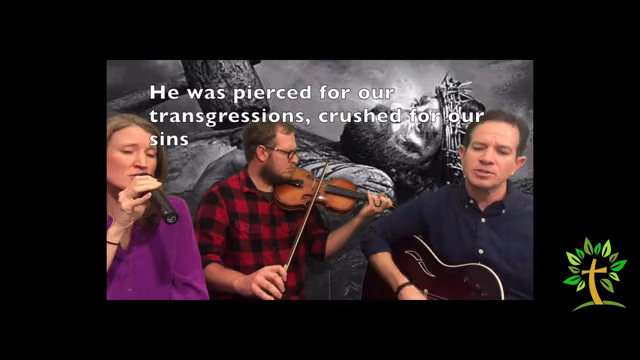 He was pierced for our
transgressions, crushed for our
sins